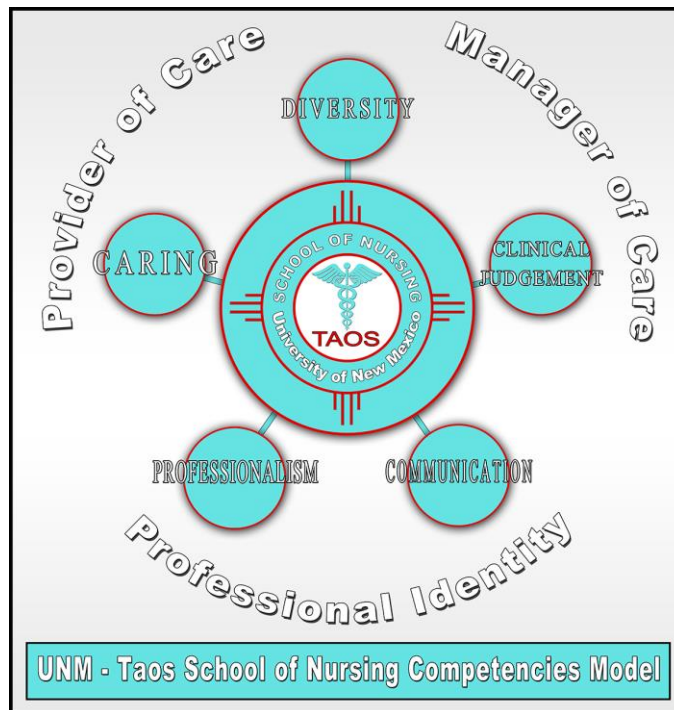 Provider of Care
Manager of Care
DIVERSITY
CARING
CLINICAL
JUDGEMENT
SCHOOL OF NURSING
TAOS
University of New Mexico
PROFESSIONALISM
COMMUNICATION
Professional Identity
UNM - Taos School of Nursing Competencies Model